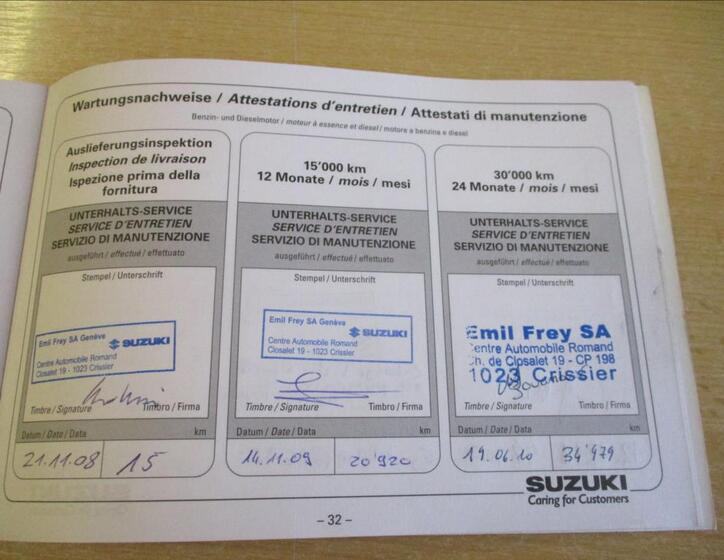 Wartungsnachweise / Attestations d'entretien / Attestati di manutenzione
Benzin- und Dieselmotor / moteur à essence et diesel / motore a benzina e diesel
Auslieferungsinspektion
Inspection de livraison
Ispezione prima della
fornitura
UNTERHALTS-SERVICE
SERVICE D'ENTRETIEN
SERVIZIO DI MANUTENZIONE
ausgeführt / effectué / effettuato
Stempel / Unterschrift
Emil Frey SA Genève
SUZUKI
Centre Automobile Romand
Closalet 19 - 1023 Crissier
Timbre / Signature Timbro / Firma
Datum / Date / Data km
21.11.08 15
15'000 km
12 Monate / mois / mesi
UNTERHALTS-SERVICE
SERVICE D'ENTRETIEN
SERVIZIO DI MANUTENZIONE
ausgeführt / effectué / effettuato
Stempel / Unterschrift
Emil Frey SA Genève
SUZUKI
Centre Automobile Romand
Closalet 19 - 1023 Crissier
Timbre / Signature Timbro / Firma
Datum / Date / Data km
14.11.09 20'920
30'000 km
24 Monate / mois / mesi
UNTERHALTS-SERVICE
SERVICE D'ENTRETIEN
SERVIZIO DI MANUTENZIONE
ausgeführt / effectué / effettuato
Stempel / Unterschrift
Emil Frey SA
Centre Automobile Romand
Ch. de Closalet 19 - CP 198
1023 Crissier
Timbre / Signature Timbro / Firma
Datum / Date / Data km
19.06.10 34'979
SUZUKI
Caring for Customers
– 32 –